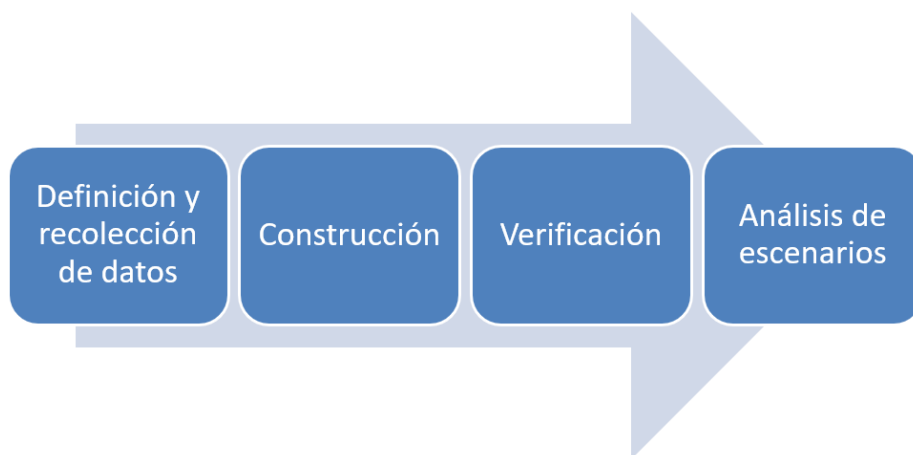 Definición y
recolección
de datos
Construcción
Verificación
Análisis de
escenarios